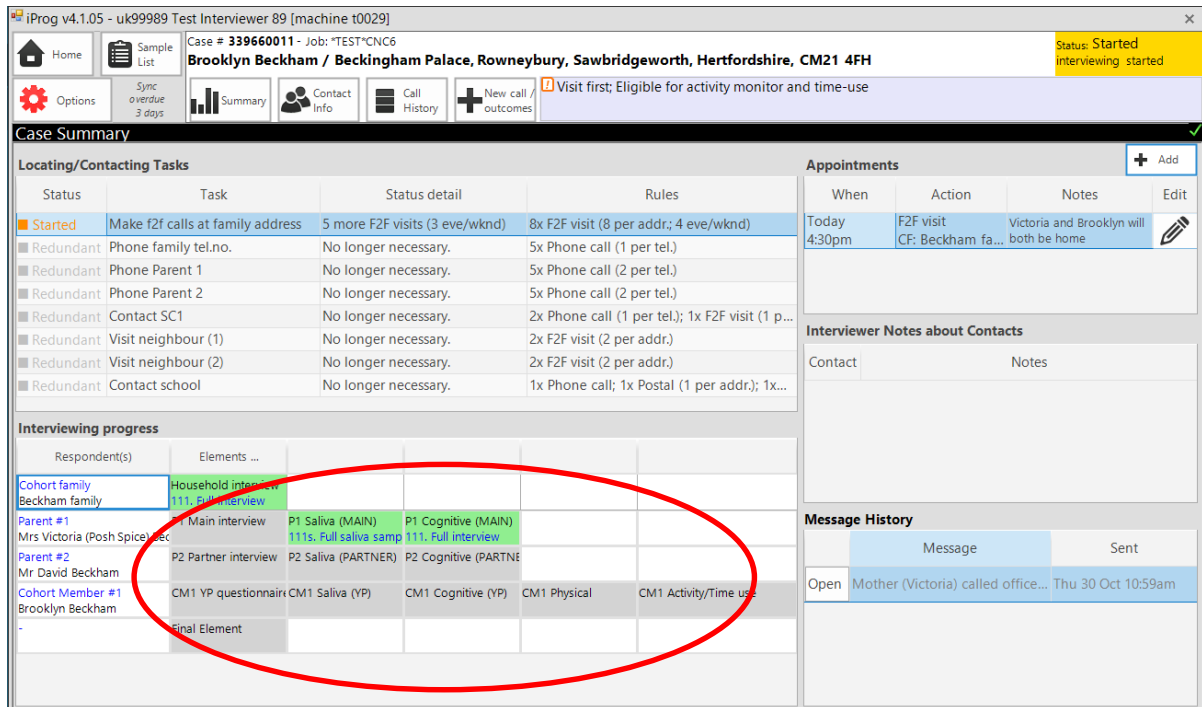 iProg v4.1.05 - uk99989 Test Interviewer 89 [machine t0029]
Home
Sample List
Case # 339660011 - Job: *TEST*CNC6
Brooklyn Beckham / Beckingham Palace, Rowneybury, Sawbridgeworth, Hertfordshire, CM21 4FH
Status: Started
interviewing started
Options
Sync overdue 3 days
Summary
Contact Info
Call History
New call / outcomes
Visit first; Eligible for activity monitor and time-use
Case Summary
Locating/Contacting Tasks
Status Task Status detail Rules
Started Make f2f calls at family address 5 more F2F visits (3 eve/wknd) 8x F2F visit (8 per addr.; 4 eve/wknd)
Redundant Phone family tel.no. No longer necessary. 5x Phone call (1 per tel.)
Redundant Phone Parent 1 No longer necessary. 5x Phone call (2 per tel.)
Redundant Phone Parent 2 No longer necessary. 5x Phone call (2 per tel.)
Redundant Contact SC1 No longer necessary. 2x Phone call (1 per tel.); 1x F2F visit (1 p...
Redundant Visit neighbour (1) No longer necessary. 2x F2F visit (2 per addr.)
Redundant Visit neighbour (2) No longer necessary. 2x F2F visit (2 per addr.)
Redundant Contact school No longer necessary. 1x Phone call; 1x Postal (1 per addr.); 1x...
Appointments
Add
When Action Notes Edit
Today F2F visit Victoria and Brooklyn will
4:30pm CF: Beckham fa... both be home
Interviewer Notes about Contacts
Contact Notes
Interviewing progress
Respondent(s) Elements ...
Cohort family Household interview
Beckham family 111. Full interview
Parent #1 P1 Main interview P1 Saliva (MAIN) P1 Cognitive (MAIN)
Mrs Victoria (Posh Spice) Bec 111s. Full saliva samp 111. Full interview
Parent #2 P2 Partner interview P2 Saliva (PARTNER) P2 Cognitive (PARTNE
Mr David Beckham
Cohort Member #1 CM1 YP questionnaire CM1 Saliva (YP) CM1 Cognitive (YP) CM1 Physical CM1 Activity/Time use
Brooklyn Beckham
- Final Element
Message History
Message Sent
Open Mother (Victoria) called office... Thu 30 Oct 10:59am